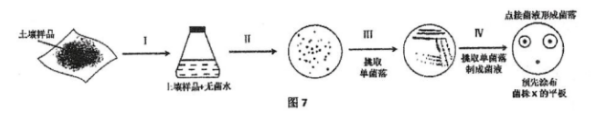 土壤样品
I
土壤样品+无菌水
II
III
挑取
单菌落
IV
挑取单菌落
制成菌液
点接菌液形成菌落
预先涂布
菌株X的平板
图7